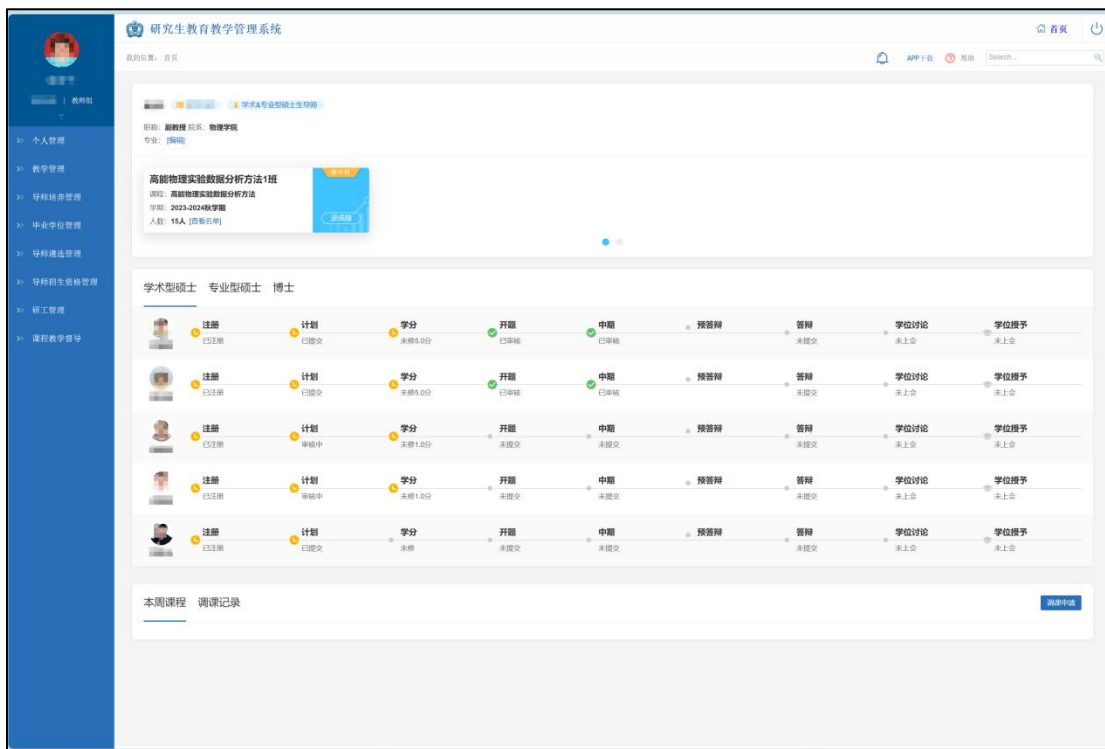 研究生教育教学管理系统
首页
我的位置： 首页
APP下载 帮助 Search...
| 教师组
个人管理
教学管理
导师培养管理
毕业学位管理
导师遴选管理
导师招生资格管理
研工管理
课程教学督导
学术&专业型硕士生导师
职称：副教授 院系：物理学院
专业： [编辑]
高能物理实验数据分析方法1班
课程：高能物理实验数据分析方法
学期：2023-2024秋学期
人数：15人 [查看名单]
录成绩
学术型硕士 专业型硕士 博士
注册 计划 学分 开题 中期 预答辩 答辩 学位讨论 学位授予
已注册 已提交 未修5.0分 已审核 已审核 未提交 未上会 未上会
注册 计划 学分 开题 中期 预答辩 答辩 学位讨论 学位授予
已注册 已提交 未修5.0分 已审核 已审核 未提交 未上会 未上会
注册 计划 学分 开题 中期 预答辩 答辩 学位讨论 学位授予
已注册 审核中 未修1.0分 未提交 未提交 未提交 未上会 未上会
注册 计划 学分 开题 中期 预答辩 答辩 学位讨论 学位授予
已注册 审核中 未修1.0分 未提交 未提交 未提交 未上会 未上会
注册 计划 学分 开题 中期 预答辩 答辩 学位讨论 学位授予
已注册 已提交 未修 未提交 未提交 未提交 未上会 未上会
本周课程 调课记录
调课申请